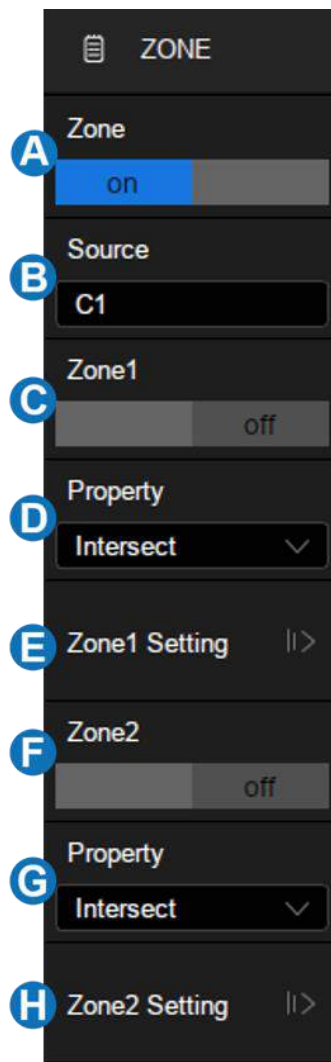 ZONE
A
Zone
on
B
Source
C1
C
Zone1
off
D
Property
Intersect
E
Zone1 Setting
F
Zone2
off
G
Property
Intersect
H
Zone2 Setting